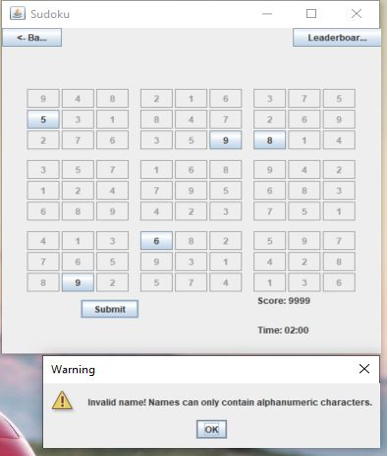 Sudoku
<- Ba... Leaderboar...
9 4 8 2 1 6 3 7 5
5 3 1 8 4 7 2 6 9
2 7 6 3 5 9 8 1 4
3 5 7 1 6 8 9 4 2
1 2 4 7 9 5 6 8 3
6 8 9 4 2 3 7 5 1
4 1 3 6 8 2 5 9 7
7 6 5 9 3 1 4 2 8
8 9 2 5 7 4 1 3 6
Submit
Score: 9999
Time: 02:00
Warning
Invalid name! Names can only contain alphanumeric characters.
OK